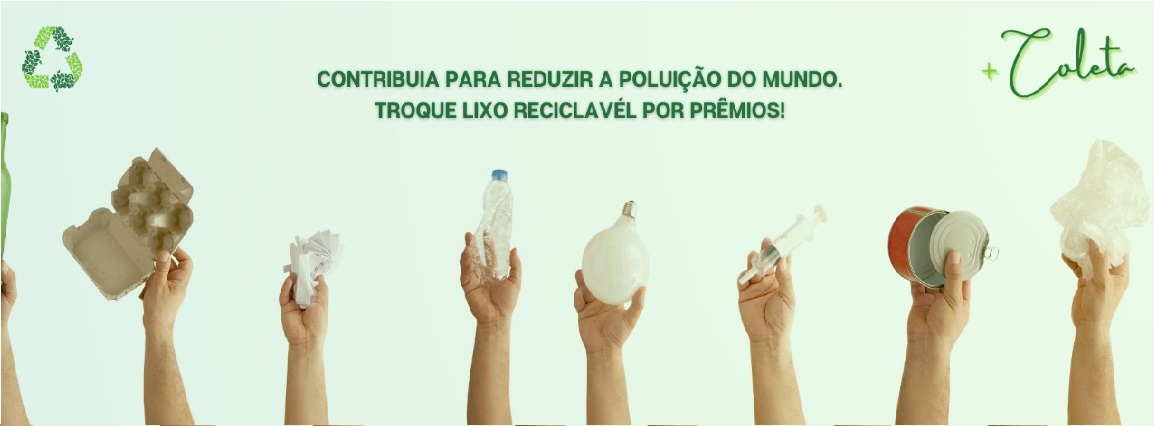 + Coleta
CONTRIBUIA PARA REDUZIR A POLUIÇÃO DO MUNDO.
TROQUE LIXO RECICLAVÉL POR PRÊMIOS!